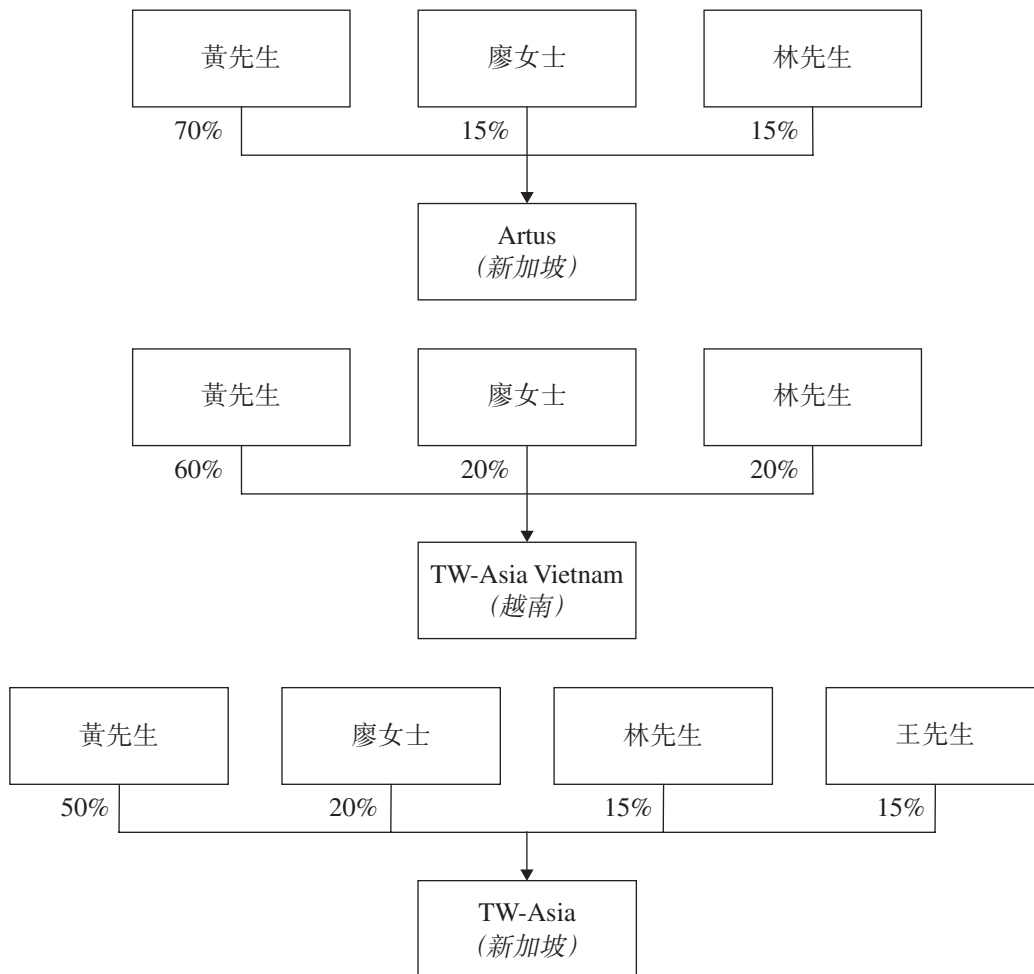 黃先生 廖女士 林先生
70% 15% 15%
Artus
（新加坡）
黃先生 廖女士 林先生
60% 20% 20%
TW-Asia Vietnam
（越南）
黃先生 廖女士 林先生 王先生
50% 20% 15% 15%
TW-Asia
（新加坡）